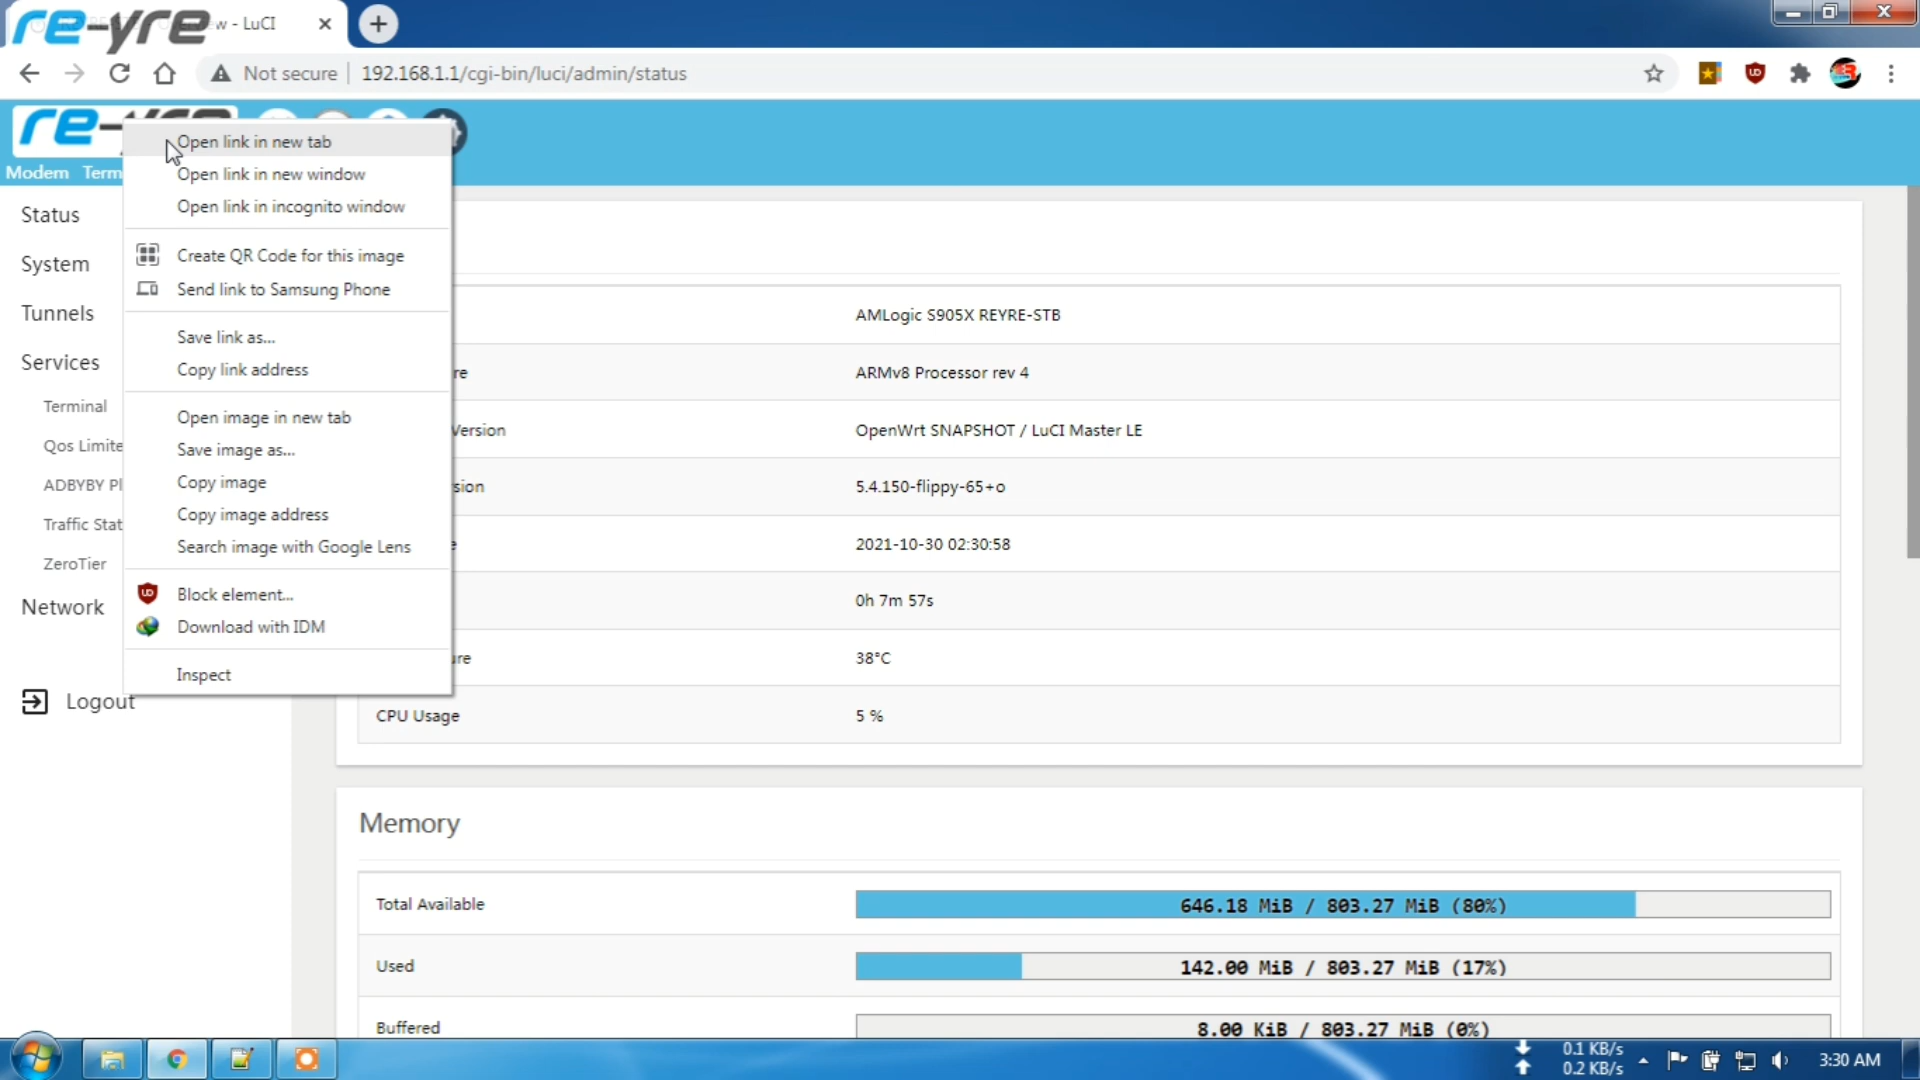 re-yre
w - LuCI
Not secure
192.168.1.1/cgi-bin/luci/admin/status
re-
Modem Term
Status
System
Tunnels
Services
Terminal
Qos Limite
ADBYBY Pl
Traffic Stat
ZeroTier
Network
Logout
Open link in new tab
Open link in new window
Open link in incognito window
Create QR Code for this image
Send link to Samsung Phone
Save link as...
Copy link address
Open image in new tab
Save image as...
Copy image
Copy image address
Search image with Google Lens
Block element...
Download with IDM
Inspect
AMLogic S905X REYRE-STB
re ARMv8 Processor rev 4
Version OpenWrt SNAPSHOT / LuCI Master LE
sion 5.4.150-flippy-65+o
e 2021-10-30 02:30:58
0h 7m 57s
ure 38°C
CPU Usage 5 %
Memory
Total Available 646.18 MiB / 803.27 MiB (80%)
Used 142.00 MiB / 803.27 MiB (17%)
Buffered 8.00 KiB / 803.27 MiB (0%)
0.1 KB/s
0.2 KB/s
3:30 AM